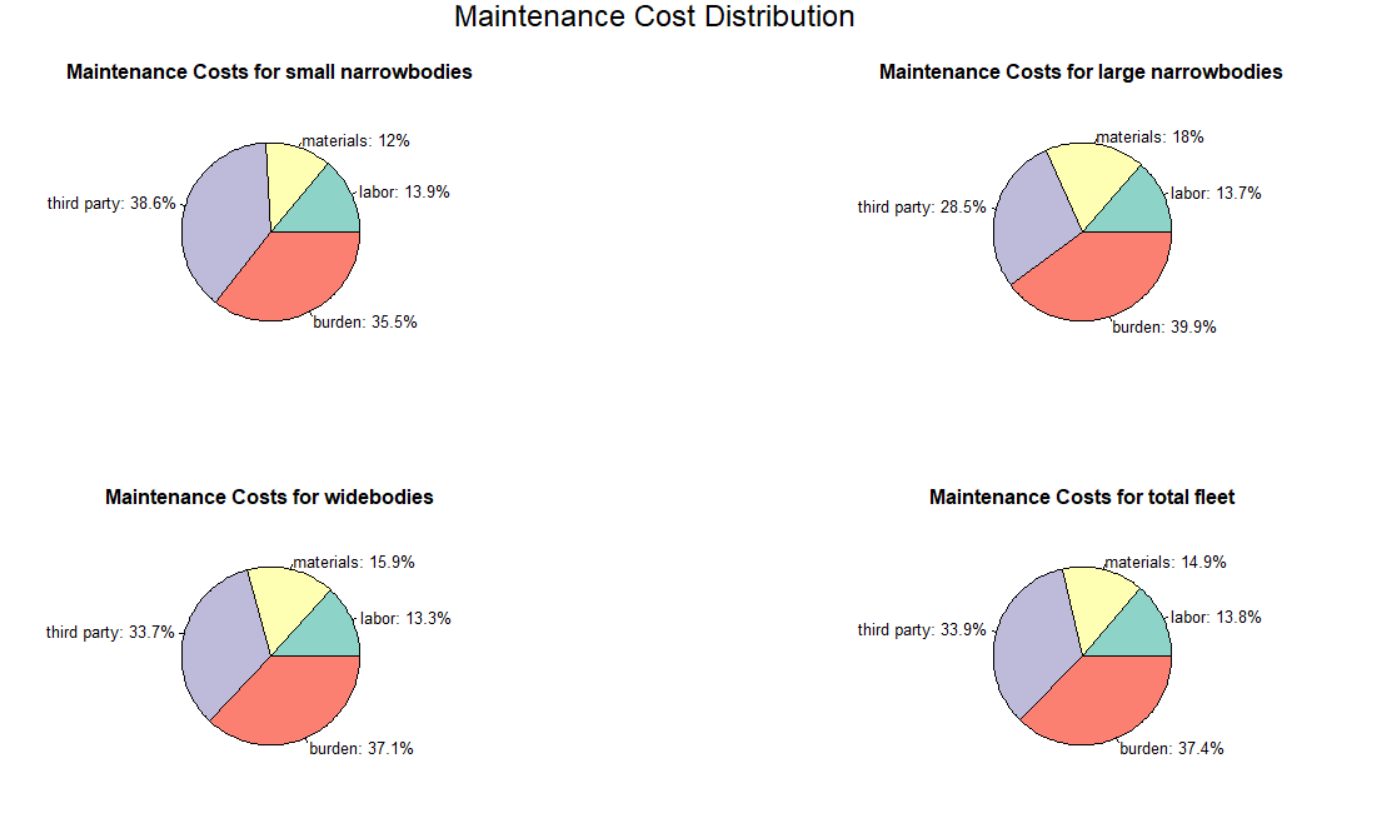 Maintenance Cost Distribution
Maintenance Costs for small narrowbodies
materials: 12%
labor: 13.9%
third party: 38.6%
burden: 35.5%
Maintenance Costs for large narrowbodies
materials: 18%
labor: 13.7%
third party: 28.5%
burden: 39.9%
Maintenance Costs for widebodies
materials: 15.9%
labor: 13.3%
third party: 33.7%
burden: 37.1%
Maintenance Costs for total fleet
materials: 14.9%
labor: 13.8%
third party: 33.9%
burden: 37.4%